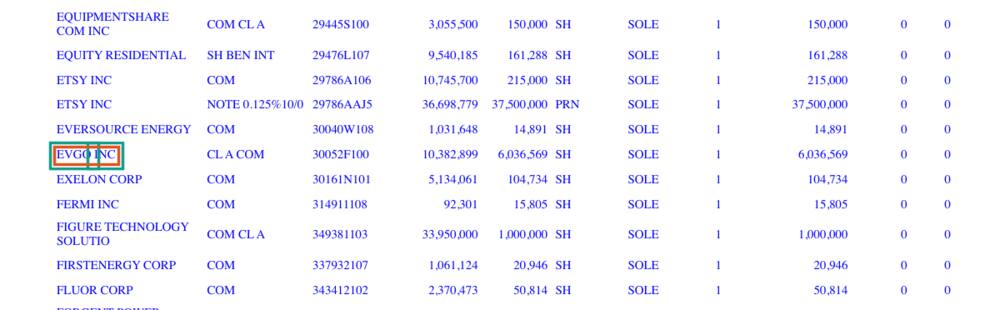 EQUIPMENTSHARE COM INC COM CL A 29445S100 3,055,500 150,000 SH SOLE 1 150,000 0 0
EQUITY RESIDENTIAL SH BEN INT 29476L107 9,540,185 161,288 SH SOLE 1 161,288 0 0
ETSY INC COM 29786A106 10,745,700 215,000 SH SOLE 1 215,000 0 0
ETSY INC NOTE 0.125%10/0 29786AAJ5 36,698,779 37,500,000 PRN SOLE 1 37,500,000 0 0
EVERSOURCE ENERGY COM 30040W108 1,031,648 14,891 SH SOLE 1 14,891 0 0
EVGO INC CL A COM 30052F100 10,382,899 6,036,569 SH SOLE 1 6,036,569 0 0
EXELON CORP COM 30161N101 5,134,061 104,734 SH SOLE 1 104,734 0 0
FERMI INC COM 314911108 92,301 15,805 SH SOLE 1 15,805 0 0
FIGURE TECHNOLOGY SOLUTIO COM CL A 349381103 33,950,000 1,000,000 SH SOLE 1 1,000,000 0 0
FIRSTENERGY CORP COM 337932107 1,061,124 20,946 SH SOLE 1 20,946 0 0
FLUOR CORP COM 343412102 2,370,473 50,814 SH SOLE 1 50,814 0 0